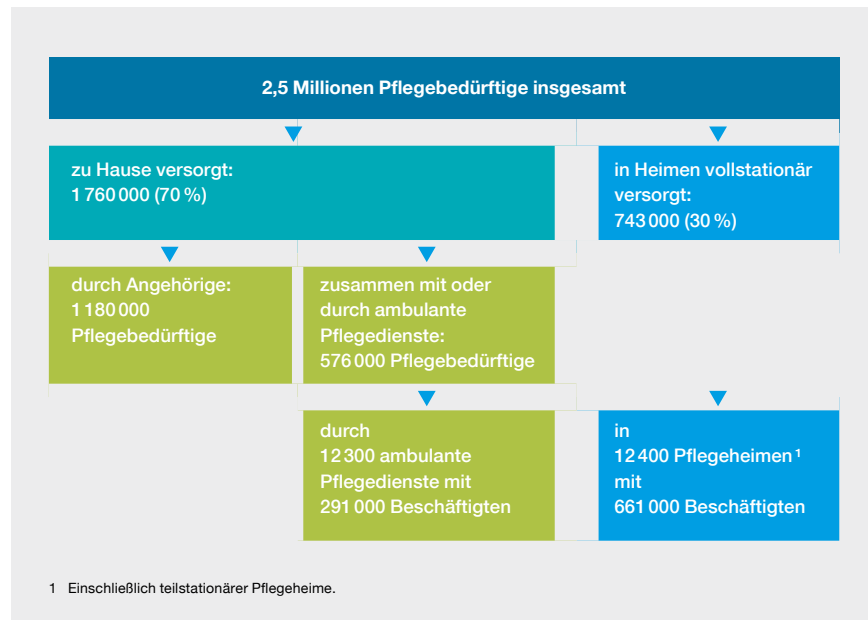 2,5 Millionen Pflegebedürftige insgesamt
zu Hause versorgt:
1 760 000 (70 %)
in Heimen vollstationär
versorgt:
743 000 (30 %)
durch Angehörige:
1 180 000
Pflegebedürftige
zusammen mit oder
durch ambulante
Pflegedienste:
576 000 Pflegebedürftige
durch
12 300 ambulante
Pflegedienste mit
291 000 Beschäftigten
in
12 400 Pflegeheimen ¹
mit
661 000 Beschäftigten
1 Einschließlich teilstationärer Pflegeheime.